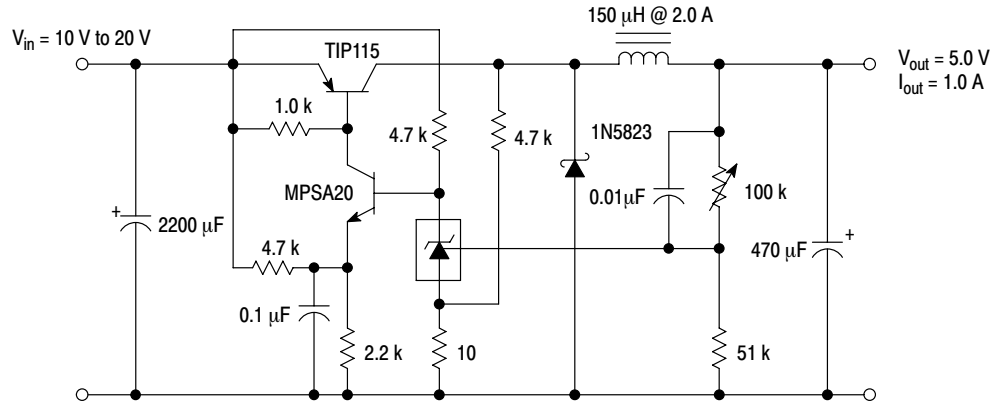 150 μH @ 2.0 A
V_in = 10 V to 20 V
TIP115
V_out = 5.0 V
I_out = 1.0 A
1.0 k
4.7 k
4.7 k
1N5823
MPSA20
0.01μF
100 k
+
2200 μF
4.7 k
470 μF
+
0.1 μF
2.2 k
10
51 k